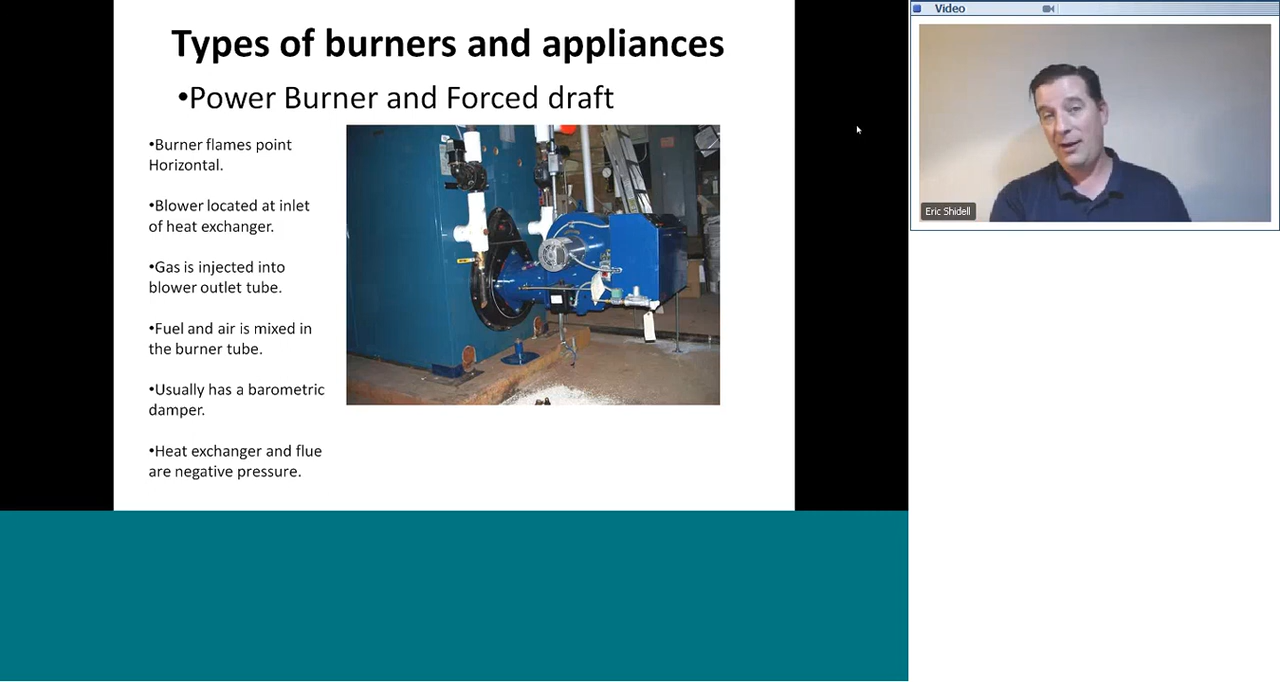 Types of burners and appliances
•Power Burner and Forced draft
•Burner flames point
Horizontal.
•Blower located at inlet
of heat exchanger.
•Gas is injected into
blower outlet tube.
•Fuel and air is mixed in
the burner tube.
•Usually has a barometric
damper.
•Heat exchanger and flue
are negative pressure.
Video
Eric Shidell